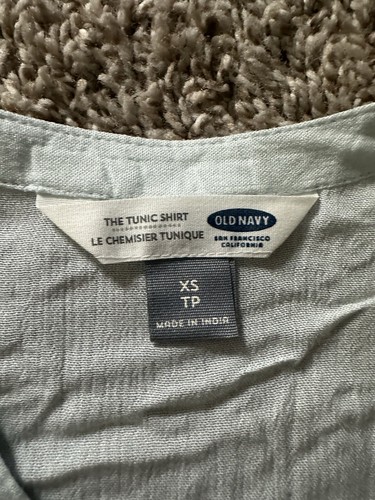 THE TUNIC SHIRT
LE CHEMISIER TUNIQUE
OLD NAVY
SAN FRANCISCO
CALIFORNIA
XS
TP
MADE IN INDIA